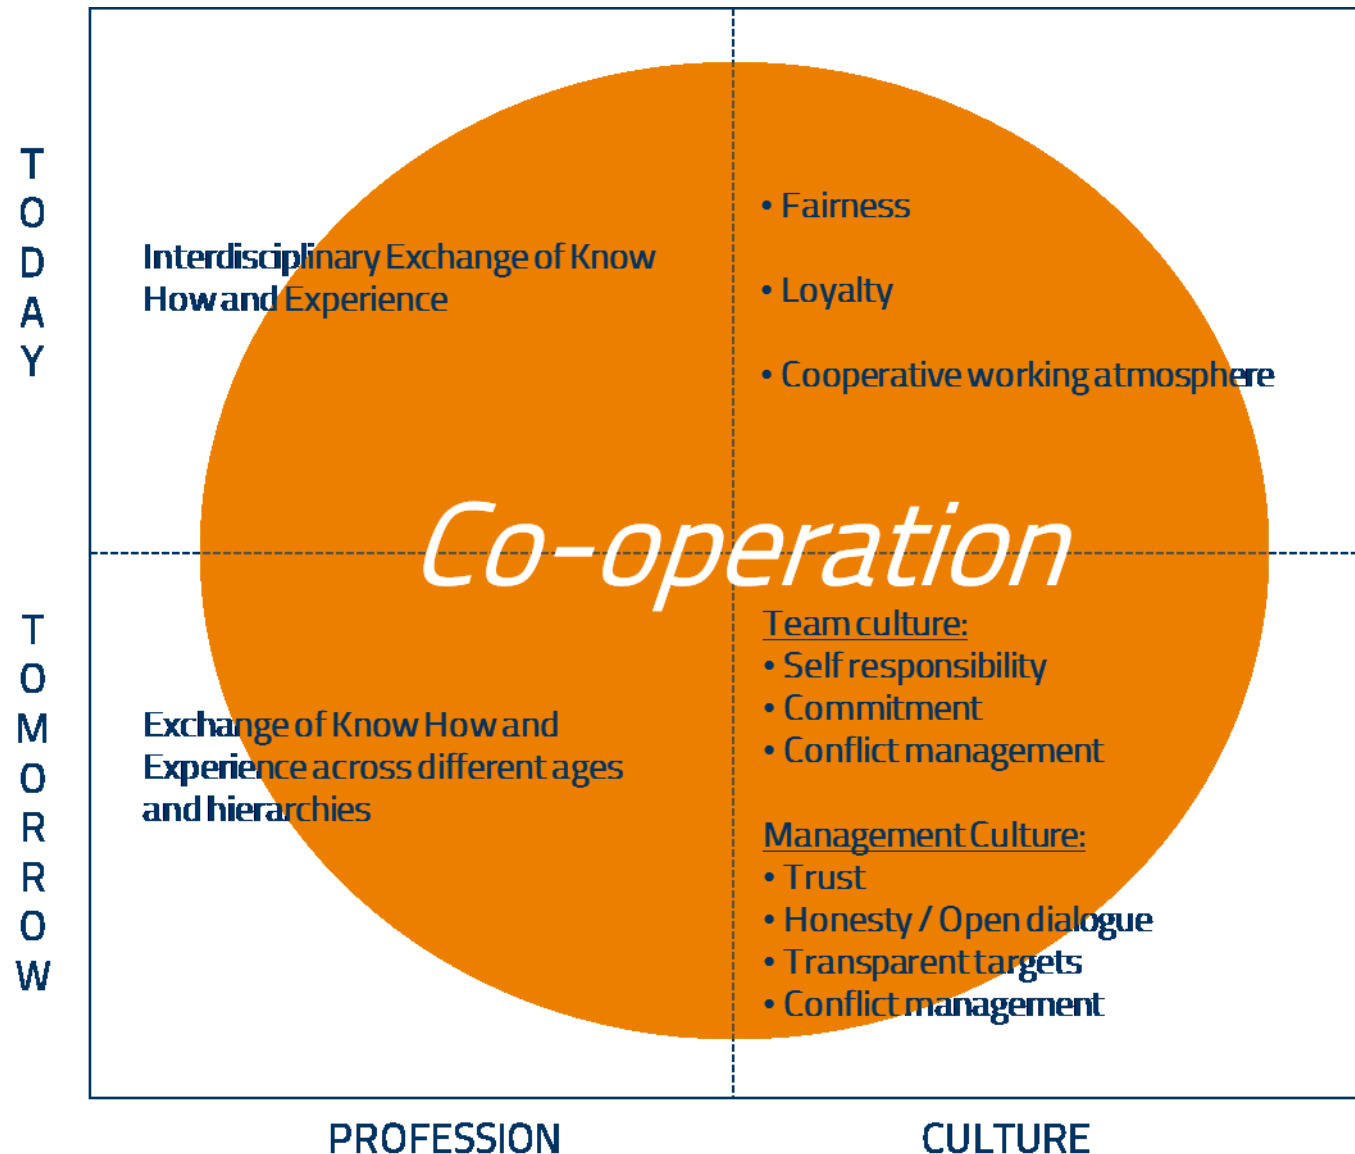 TODAY
Interdisciplinary Exchange of Know
How and Experience
• Fairness
• Loyalty
• Cooperative working atmosphere
Co-operation
TOMORROW
Exchange of Know How and
Experience across different ages
and hierarchies
Team culture:
• Self responsibility
• Commitment
• Conflict management
Management Culture:
• Trust
• Honesty / Open dialogue
• Transparent targets
• Conflict management
PROFESSION
CULTURE